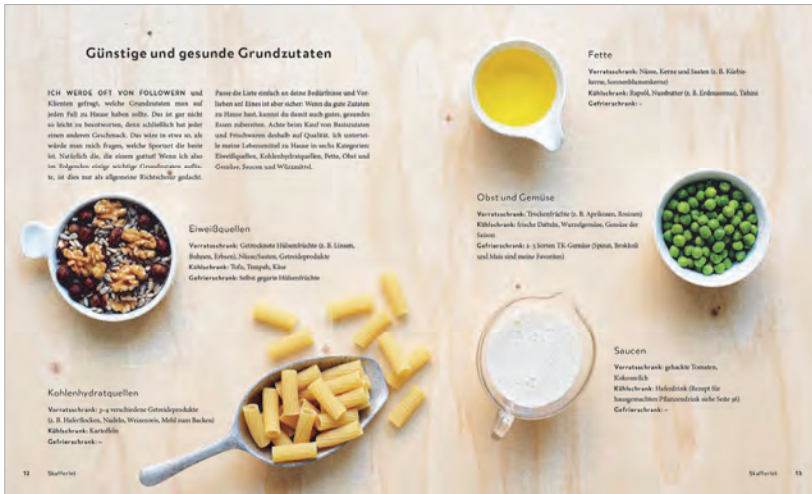 Günstige und gesunde Grundzutaten
ICH WERDE OFT VON FOLLOWERN und
Klienten gefragt, welche Grundzutaten man auf
jeden Fall zu Hause haben sollte. Das ist gar nicht
so leicht zu beantworten, denn schließlich hat jeder
einen anderen Geschmack. Das wäre in etwa so, als
würde man mich fragen, welche Sportart die beste
ist. Natürlich die, die einem guttut! Wenn ich also
im Folgenden einige wichtige Grundzutaten auflis-
te, ist dies nur als allgemeine Richtschnur gedacht.
Passe die Liste einfach an deine Bedürfnisse und Vor-
lieben an! Eines ist aber sicher: Wenn du gute Zutaten
zu Hause hast, kannst du damit auch gutes, gesundes
Essen zubereiten. Achte beim Kauf von Basiszutaten
und Frischwaren deshalb auf Qualität. Ich untertei-
le meine Lebensmittel zu Hause in sechs Kategorien:
Eiweißquellen, Kohlenhydratquellen, Fette, Obst und
Gemüse, Saucen und Würzmittel.
Eiweißquellen
Vorratsschrank: Getrocknete Hülsenfrüchte (z. B. Linsen,
Bohnen, Erbsen), Nüsse/Saaten, Getreideprodukte
Kühlschrank: Tofu, Tempeh, Käse
Gefrierschrank: Selbst gegarte Hülsenfrüchte
Kohlenhydratquellen
Vorratsschrank: 3–4 verschiedene Getreideprodukte
(z. B. Haferflocken, Nudeln, Weizenreis, Mehl zum Backen)
Kühlschrank: Kartoffeln
Gefrierschrank: –
12 Skafferiet
Fette
Vorratsschrank: Nüsse, Kerne und Saaten (z. B. Kürbis-
kerne, Sonnenblumenkerne)
Kühlschrank: Rapsöl, Nussbutter (z. B. Erdnussmus), Tahini
Gefrierschrank: –
Obst und Gemüse
Vorratsschrank: Trockenfrüchte (z. B. Aprikosen, Rosinen)
Kühlschrank: frische Datteln, Wurzelgemüse, Gemüse der
Saison
Gefrierschrank: 2–3 Sorten TK-Gemüse (Spinat, Brokkoli
und Mais sind meine Favoriten)
Saucen
Vorratsschrank: gehackte Tomaten,
Kokosmilch
Kühlschrank: Haferdrink (Rezept für
hausgemachten Pflanzendrink siehe Seite 36)
Gefrierschrank: –
Skafferiet 13